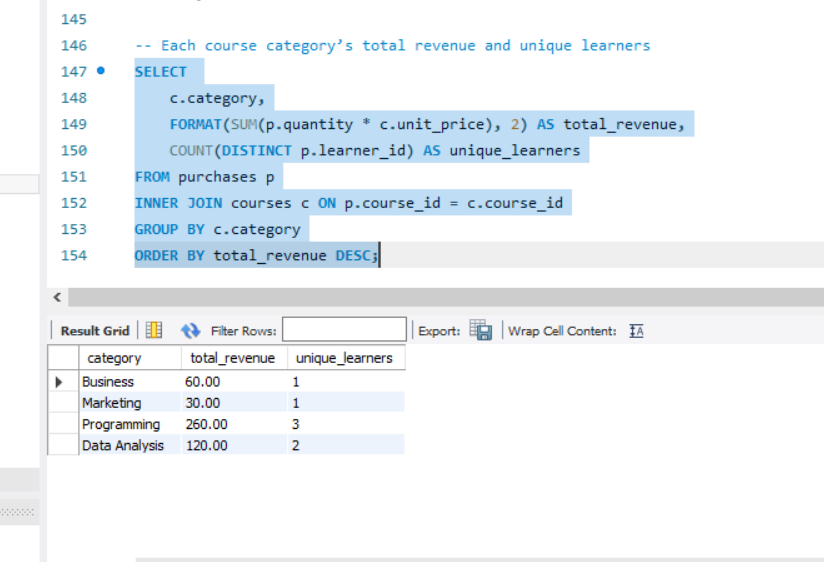 145
146 -- Each course category's total revenue and unique learners
147 SELECT
148 c.category,
149 FORMAT(SUM(p.quantity * c.unit_price), 2) AS total_revenue,
150 COUNT(DISTINCT p.learner_id) AS unique_learners
151 FROM purchases p
152 INNER JOIN courses c ON p.course_id = c.course_id
153 GROUP BY c.category
154 ORDER BY total_revenue DESC;
Result Grid Filter Rows: Export: Wrap Cell Content: IA
category total_revenue unique_learners
Business 60.00 1
Marketing 30.00 1
Programming 260.00 3
Data Analysis 120.00 2